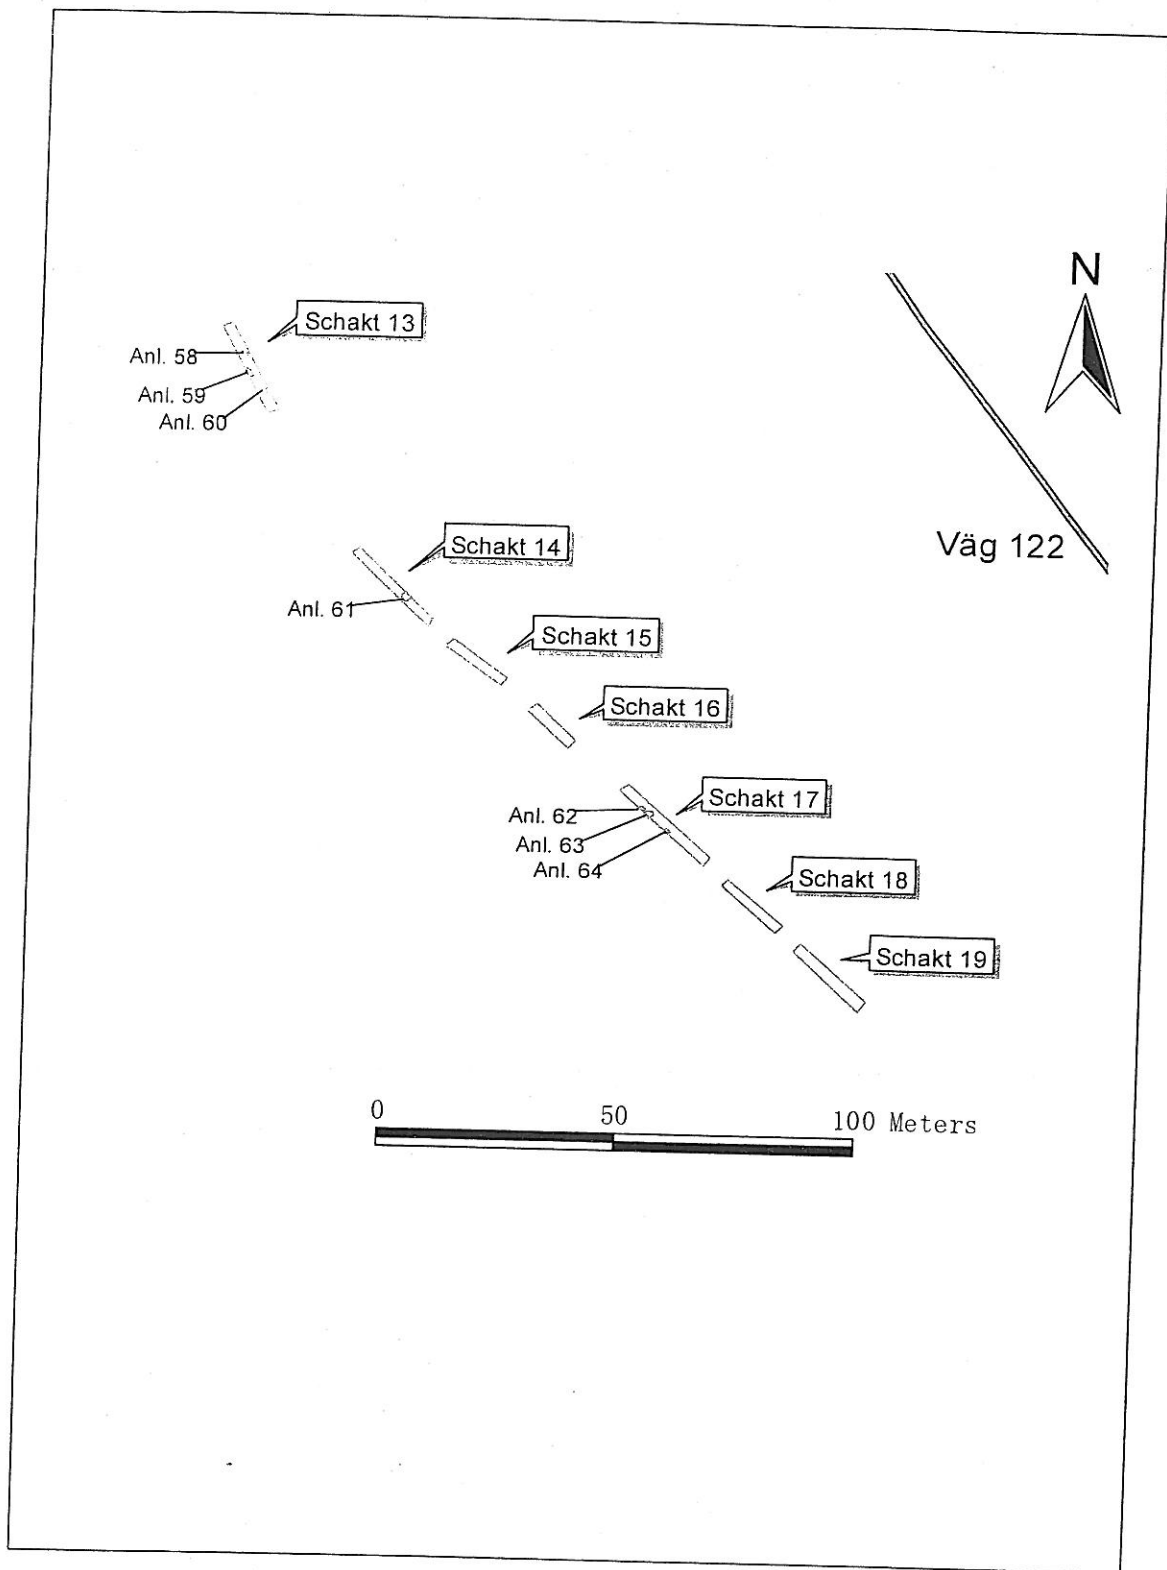 N
Schakt 13
Anl. 58
Anl. 59
Anl. 60
Väg 122
Schakt 14
Anl. 61
Schakt 15
Schakt 16
Schakt 17
Anl. 62
Anl. 63
Anl. 64
Schakt 18
Schakt 19
0 50 100 Meters